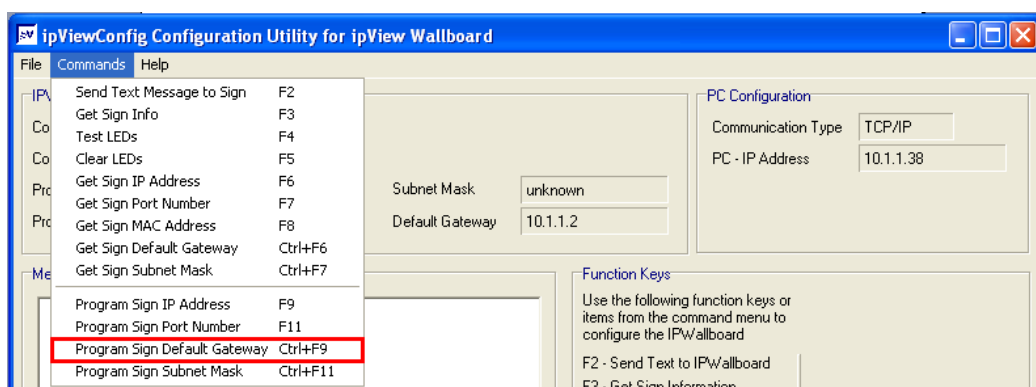 ipViewConfig Configuration Utility for ipView Wallboard
File Commands Help
Send Text Message to Sign F2
Get Sign Info F3
Test LEDs F4
Clear LEDs F5
Get Sign IP Address F6
Get Sign Port Number F7
Get Sign MAC Address F8
Get Sign Default Gateway Ctrl+F6
Get Sign Subnet Mask Ctrl+F7
Program Sign IP Address F9
Program Sign Port Number F11
Program Sign Default Gateway Ctrl+F9
Program Sign Subnet Mask Ctrl+F11
Subnet Mask unknown
Default Gateway 10.1.1.2
PC Configuration
Communication Type TCP/IP
PC - IP Address 10.1.1.38
Function Keys
Use the following function keys or
items from the command menu to
configure the IPWallboard
F2 - Send Text to IPWallboard
F3 - Get Sign Information